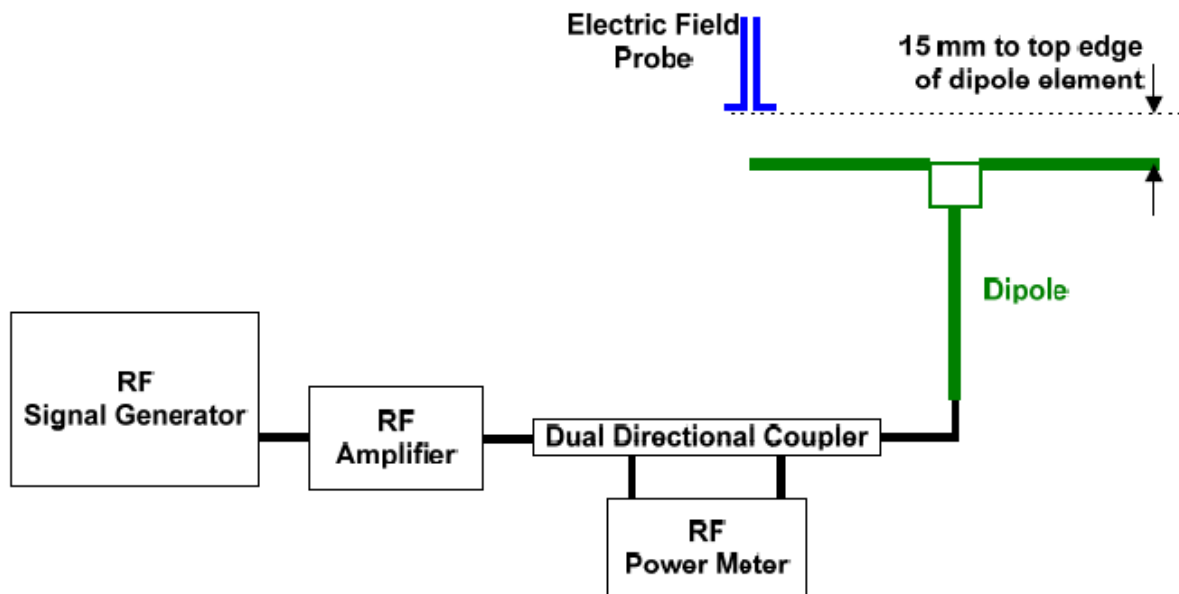 Electric Field
Probe
15 mm to top edge
of dipole element
Dipole
RF
Signal Generator
RF
Amplifier
Dual Directional Coupler
RF
Power Meter